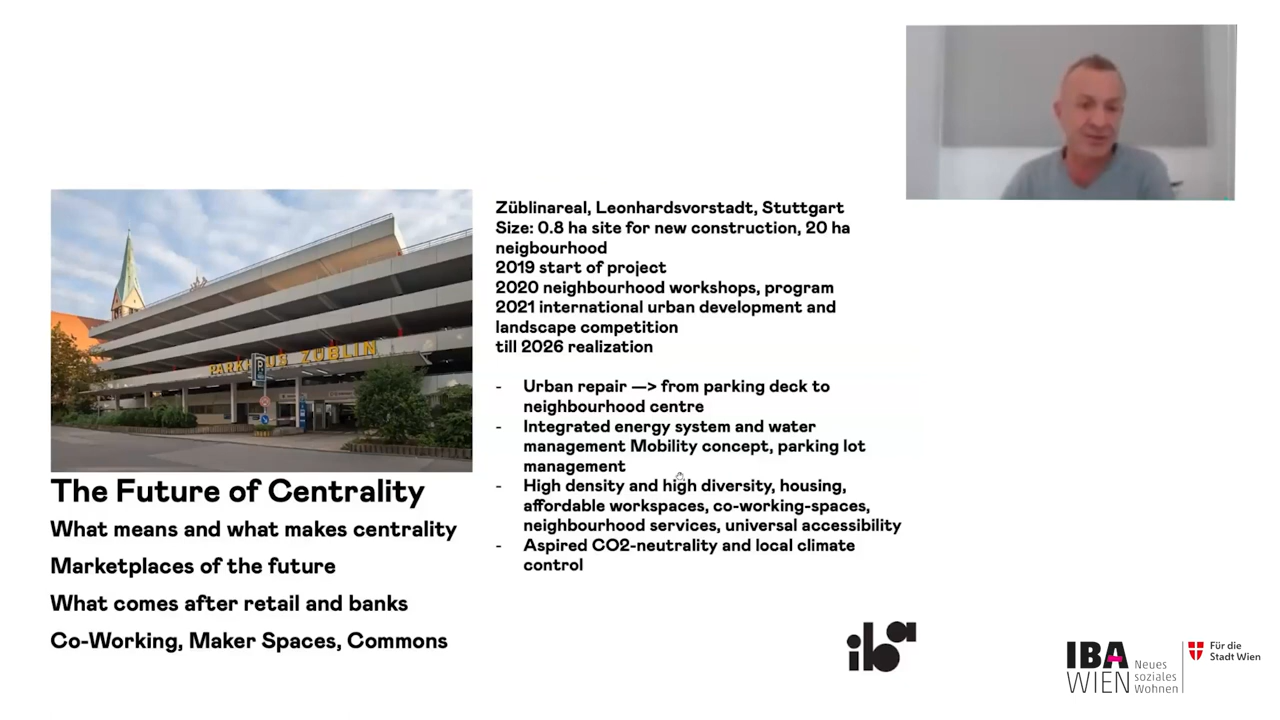 PARKHAUS ZÜBLIN
P
The Future of Centrality
What means and what makes centrality
Marketplaces of the future
What comes after retail and banks
Co-Working, Maker Spaces, Commons
Züblinareal, Leonhardsvorstadt, Stuttgart
Size: 0.8 ha site for new construction, 20 ha
neigbourhood
2019 start of project
2020 neighbourhood workshops, program
2021 international urban development and
landscape competition
till 2026 realization
- Urban repair —> from parking deck to
neighbourhood centre
- Integrated energy system and water
management Mobility concept, parking lot
management
- High density and high diversity, housing,
affordable workspaces, co-working-spaces,
neighbourhood services, universal accessibility
- Aspired CO2-neutrality and local climate
control
iba
IBA
WIEN
Neues
soziales
Wohnen
Für die
Stadt Wien